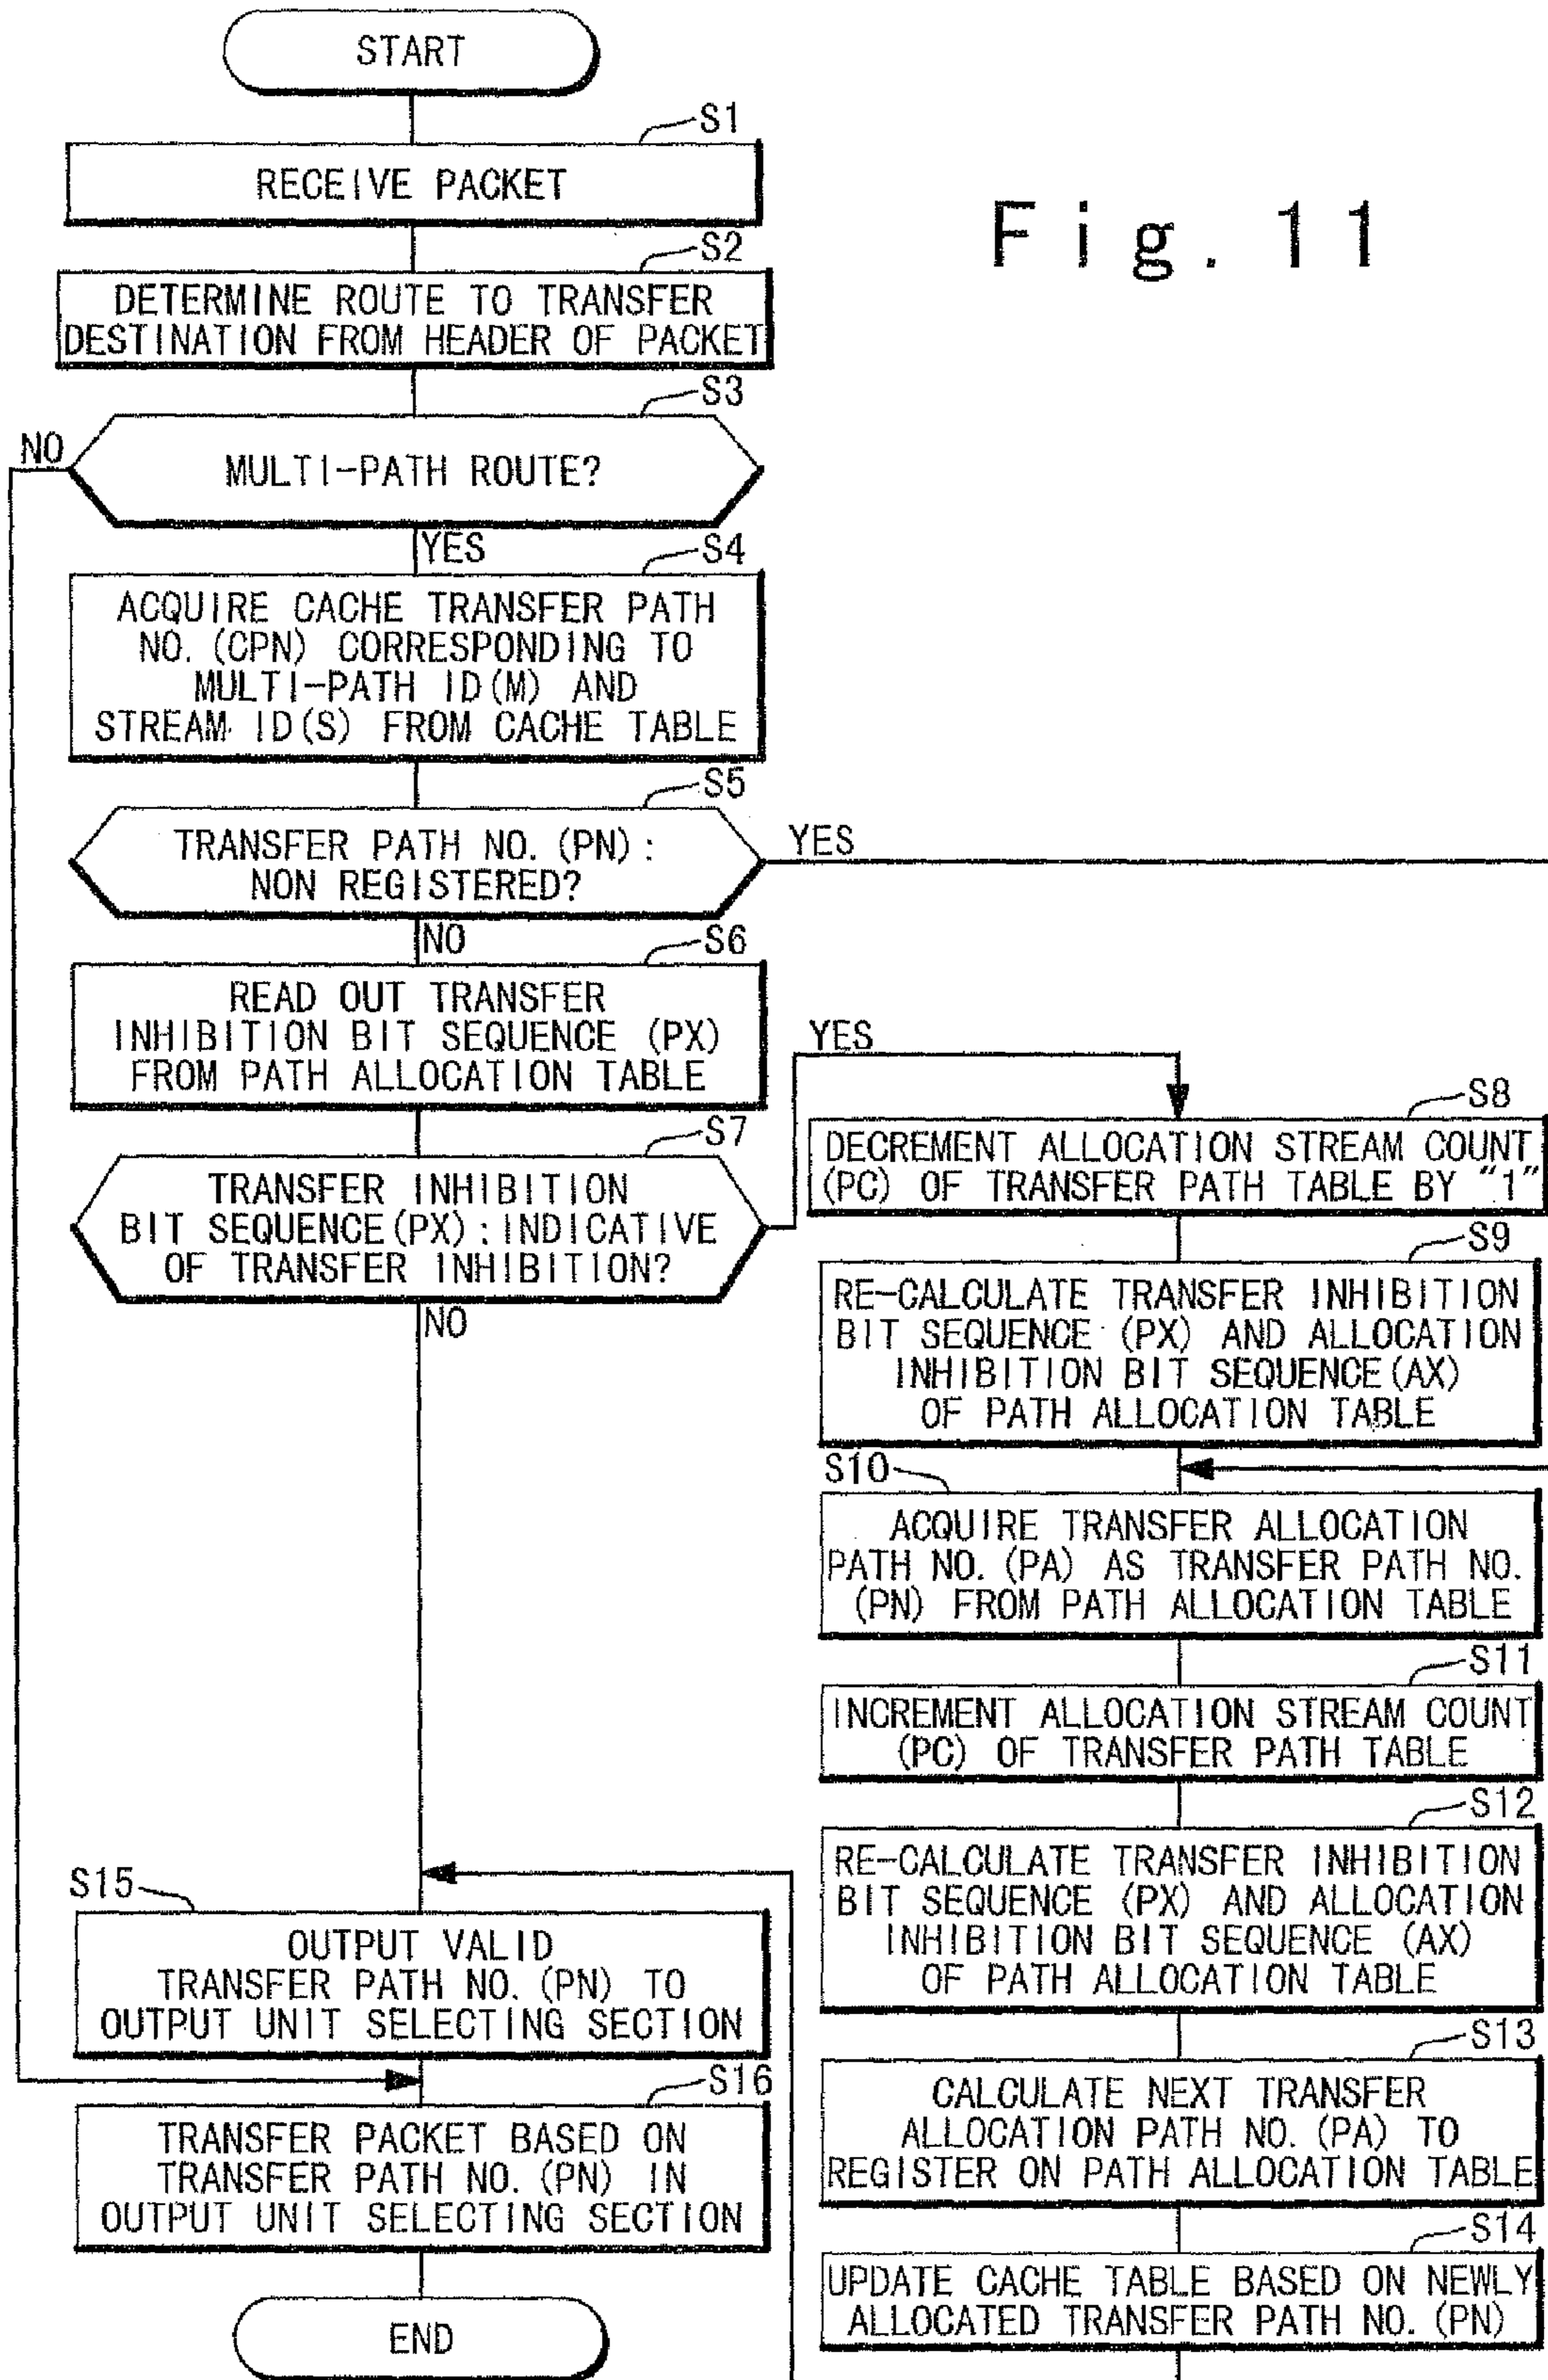 START
S1
RECEIVE PACKET
Fig. 11
S2
DETERMINE ROUTE TO TRANSFER
DESTINATION FROM HEADER OF PACKET
S3
NO
MULTI-PATH ROUTE?
YES
S4
ACQUIRE CACHE TRANSFER PATH
NO. (CPN) CORRESPONDING TO
MULTI-PATH ID(M) AND
STREAM ID(S) FROM CACHE TABLE
S5
TRANSFER PATH NO. (PN):
NON REGISTERED?
YES
NO
S6
READ OUT TRANSFER
INHIBITION BIT SEQUENCE (PX)
FROM PATH ALLOCATION TABLE
S7
TRANSFER INHIBITION
BIT SEQUENCE(PX):INDICATIVE
OF TRANSFER INHIBITION?
YES
NO
S8
DECREMENT ALLOCATION STREAM COUNT
(PC) OF TRANSFER PATH TABLE BY "1"
S9
RE-CALCULATE TRANSFER INHIBITION
BIT SEQUENCE (PX) AND ALLOCATION
INHIBITION BIT SEQUENCE(AX)
OF PATH ALLOCATION TABLE
S10
ACQUIRE TRANSFER ALLOCATION
PATH NO. (PA) AS TRANSFER PATH NO.
(PN) FROM PATH ALLOCATION TABLE
S11
INCREMENT ALLOCATION STREAM COUNT
(PC) OF TRANSFER PATH TABLE
S12
RE-CALCULATE TRANSFER INHIBITION
BIT SEQUENCE (PX) AND ALLOCATION
INHIBITION BIT SEQUENCE (AX)
OF PATH ALLOCATION TABLE
S13
CALCULATE NEXT TRANSFER
ALLOCATION PATH NO. (PA) TO
REGISTER ON PATH ALLOCATION TABLE
S14
UPDATE CACHE TABLE BASED ON NEWLY
ALLOCATED TRANSFER PATH NO. (PN)
S15
OUTPUT VALID
TRANSFER PATH NO. (PN) TO
OUTPUT UNIT SELECTING SECTION
S16
TRANSFER PACKET BASED ON
TRANSFER PATH NO. (PN) IN
OUTPUT UNIT SELECTING SECTION
END